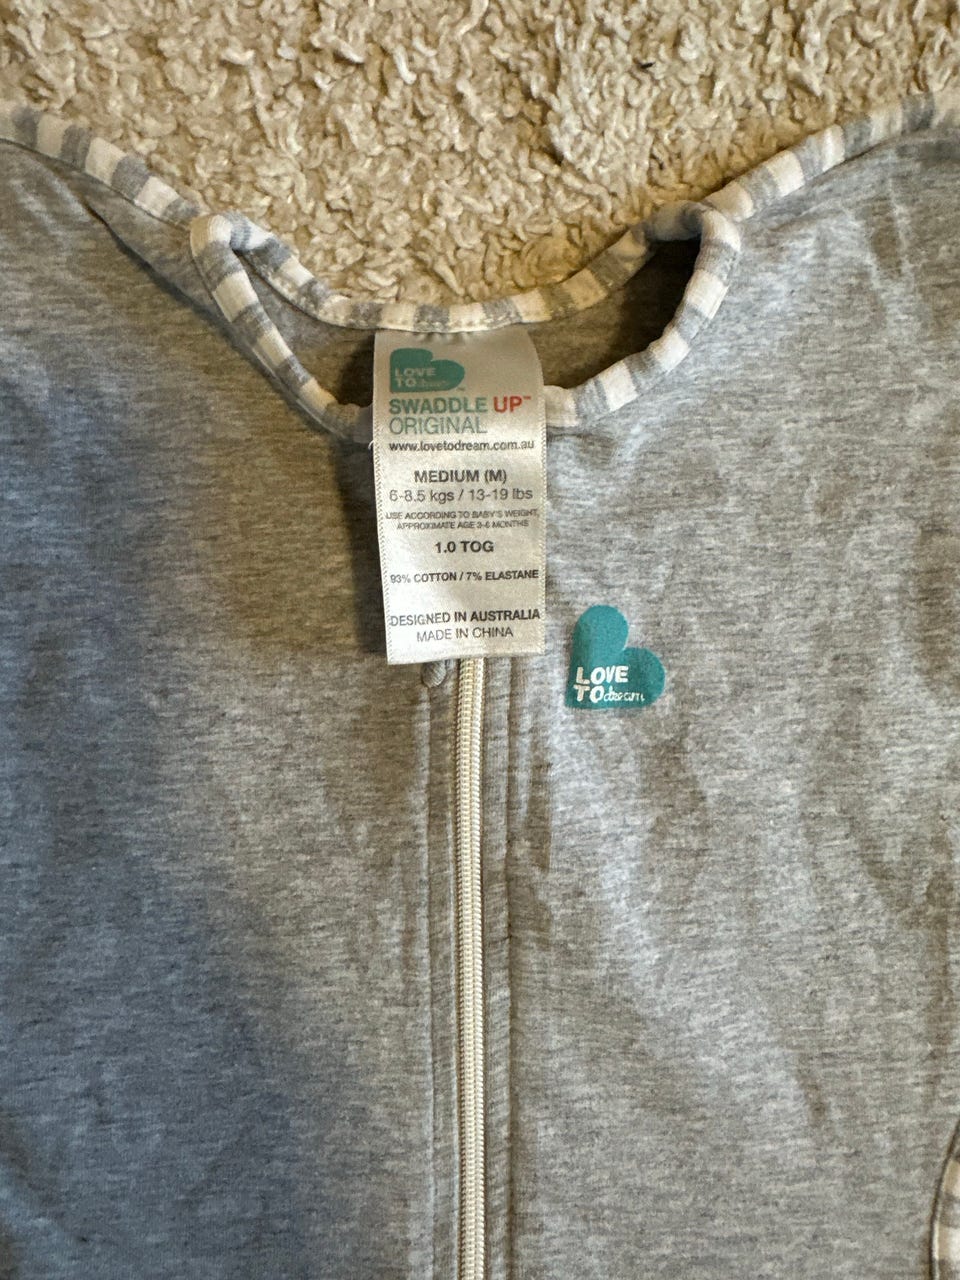 LOVE
TO dream
SWADDLE UP™
ORIGINAL
www.lovetodream.com.au
MEDIUM (M)
6-8.5 kgs / 13-19 lbs
USE ACCORDING TO BABY'S WEIGHT,
APPROXIMATE AGE 3-6 MONTHS
1.0 TOG
93% COTTON / 7% ELASTANE
DESIGNED IN AUSTRALIA
MADE IN CHINA
LOVE
TO dream